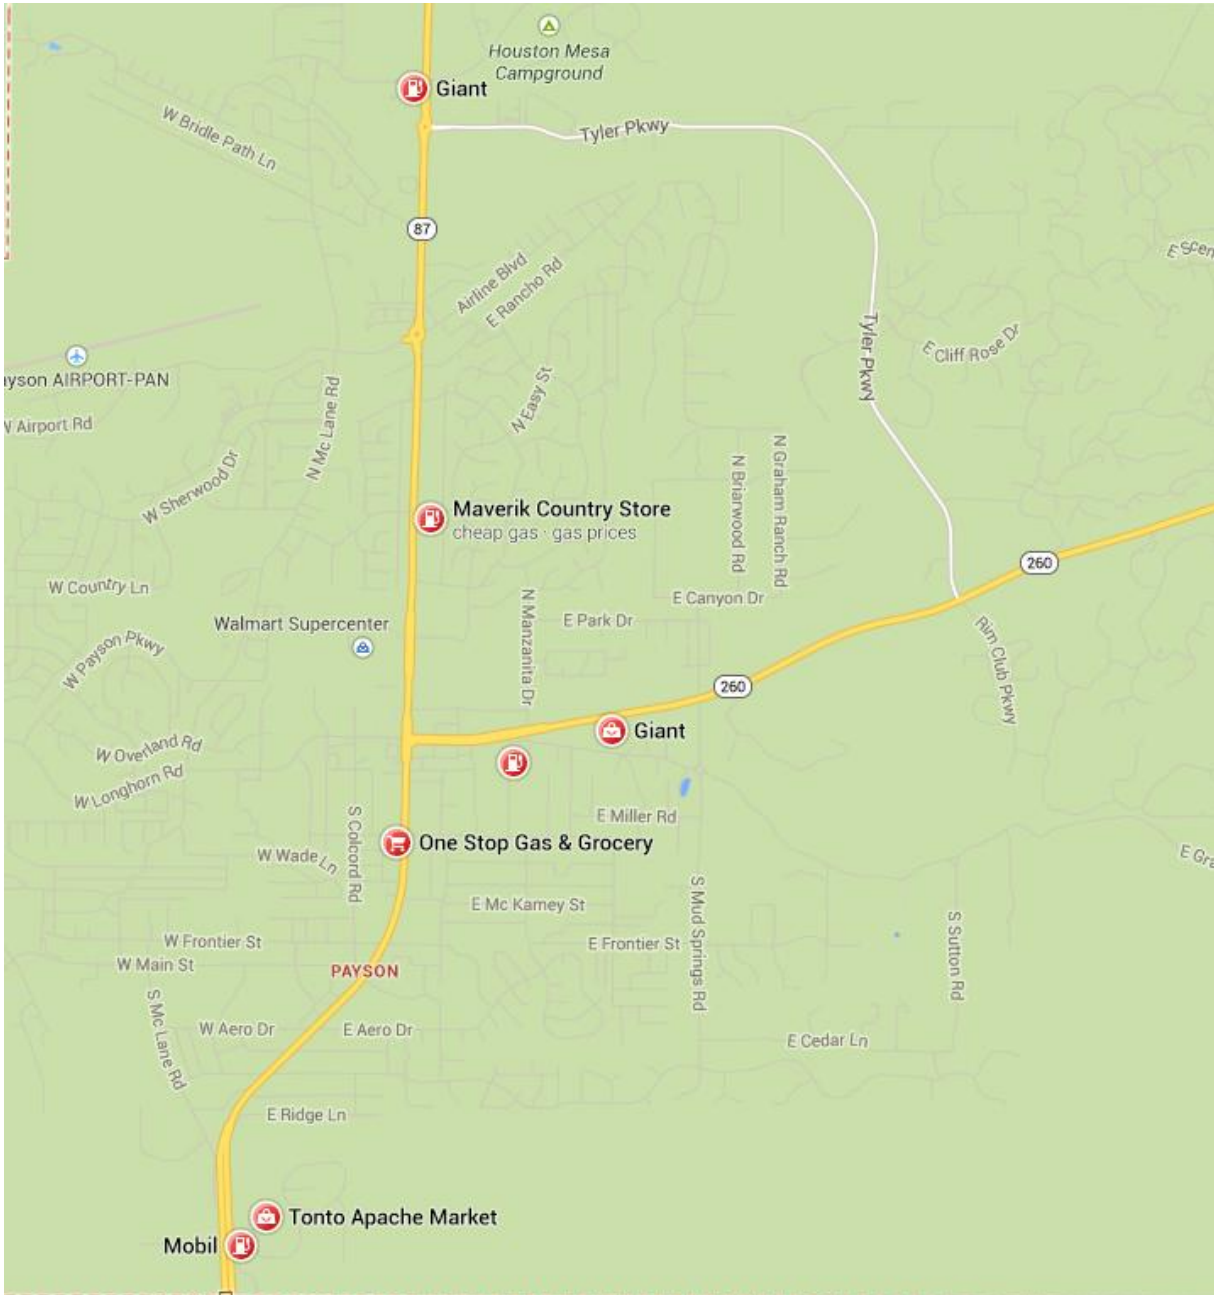 Houston Mesa
Campground
Giant
Tyler Pkwy
W Bridle Path Ln
87
E Scen
Airline Blvd
E Rancho Rd
Tyler Pkwy
E Cliff Rose Dr
ayson AIRPORT-PAN
N Easy St
W Airport Rd
N Mc Lane Rd
W Sherwood Dr
N Briarwood Rd
N Graham Ranch Rd
Maverik Country Store
cheap gas · gas prices
260
W Country Ln
E Canyon Dr
Walmart Supercenter
N Manzanita Dr
E Park Dr
W Payson Pkwy
Rim Club Pkwy
260
Giant
W Overland Rd
W Longhorn Rd
S Colcord Rd
E Miller Rd
One Stop Gas & Grocery
W Wade Ln
E Gra
E Mc Kamey St
S Mud Springs Rd
W Frontier St
E Frontier St
S Sutton Rd
W Main St
PAYSON
S Mc Lane Rd
W Aero Dr
E Aero Dr
E Cedar Ln
E Ridge Ln
Tonto Apache Market
Mobil